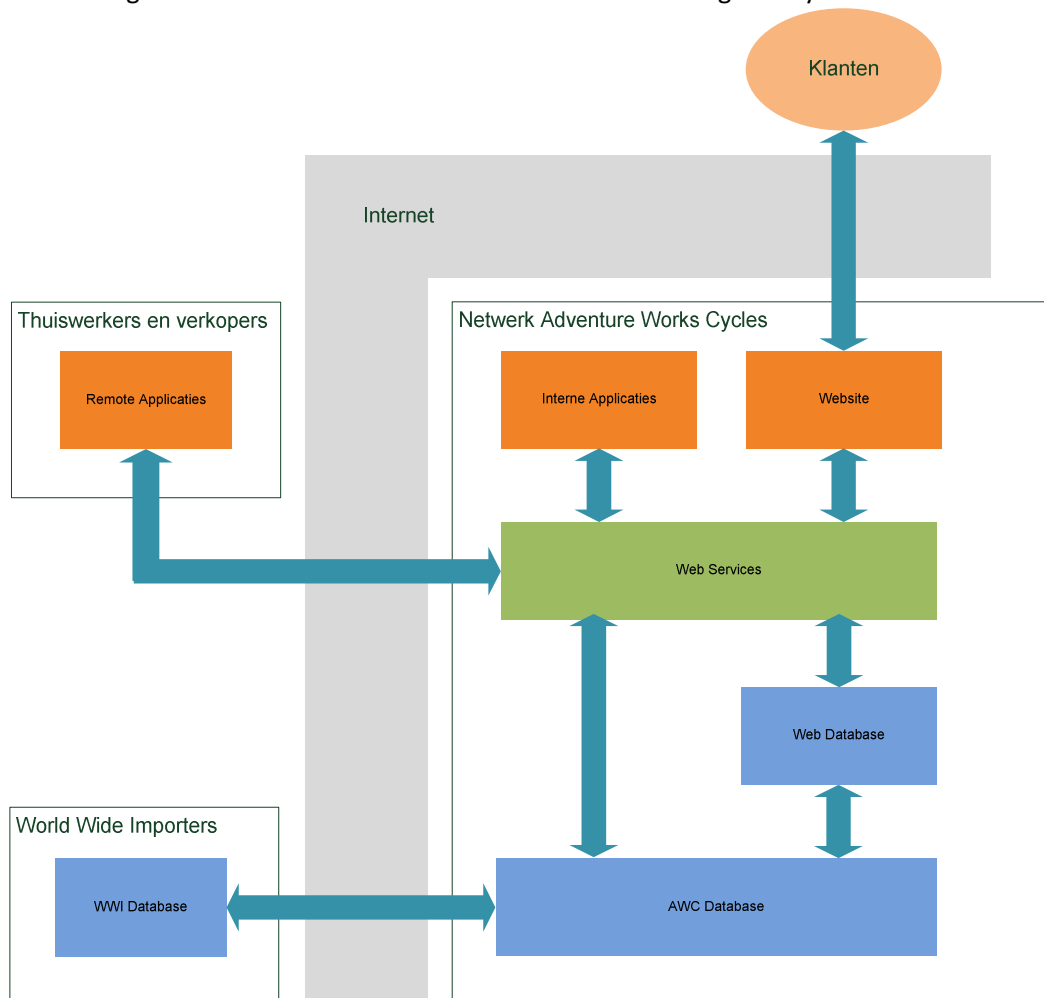 Klanten
Internet
Thuiswerkers en verkopers
Netwerk Adventure Works Cycles
Remote Applicaties
Interne Applicaties
Website
Web Services
Web Database
World Wide Importers
WWI Database
AWC Database